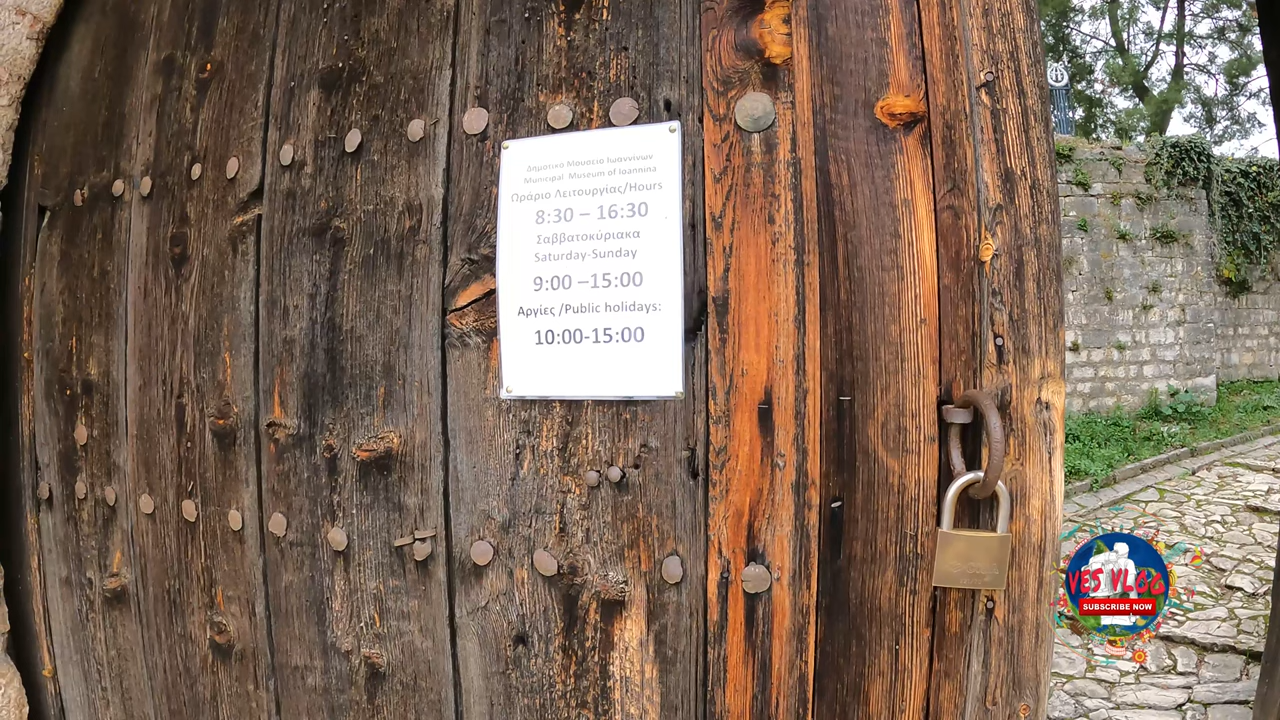 Δημοτικό Μουσείο Ιωαννίνων
Municipal Museum of Ioannina
Ωράριο Λειτουργίας/Hours
8:30 – 16:30
Σαββατοκύριακα
Saturday-Sunday
9:00 –15:00
Αργίες /Public holidays:
10:00-15:00
VES VLOG
SUBSCRIBE NOW